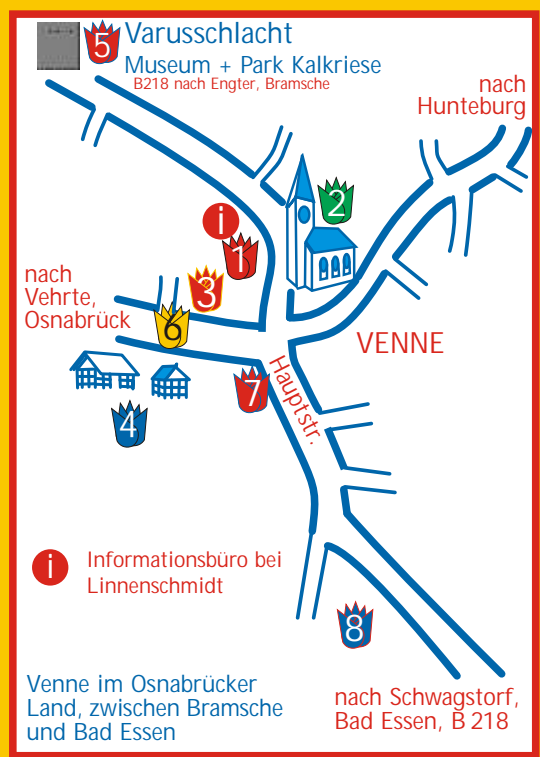 5
Varusschlacht
Museum + Park Kalkriese
B218 nach Engter, Bramsche
nach
Hunteburg
2
i
1
nach
Vehrte,
Osnabrück
3
6
VENNE
7
Hauptstr.
4
i
Informationsbüro bei
Linnenschmidt
8
Venne im Osnabrücker
Land, zwischen Bramsche
und Bad Essen
nach Schwagstorf,
Bad Essen, B 218